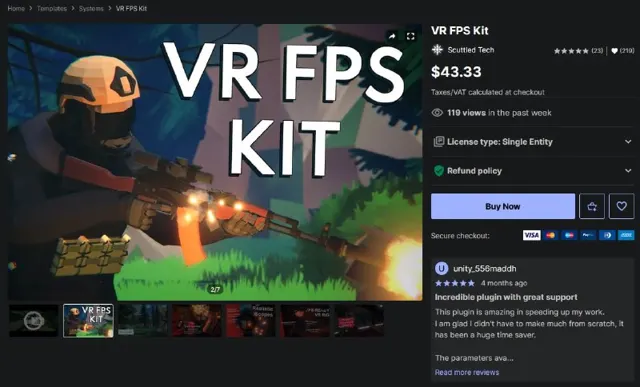 Home > Templates > Systems > VR FPS Kit
VR FPS
KIT
2/7
VR FPS
KIT
VR FPS Kit
Scuttled Tech
(23) | (219)
$43.33
Taxes/VAT calculated at checkout
119 views in the past week
License type: Single Entity
Refund policy
Buy Now
Secure checkout:
VISA
U unity_556maddh
4 months ago
Incredible plugin with great support
This plugin is amazing in speeding up my work.
I am glad I didn't have to make much from scratch, it
has been a huge time saver.
The parameters ava...
Read more reviews